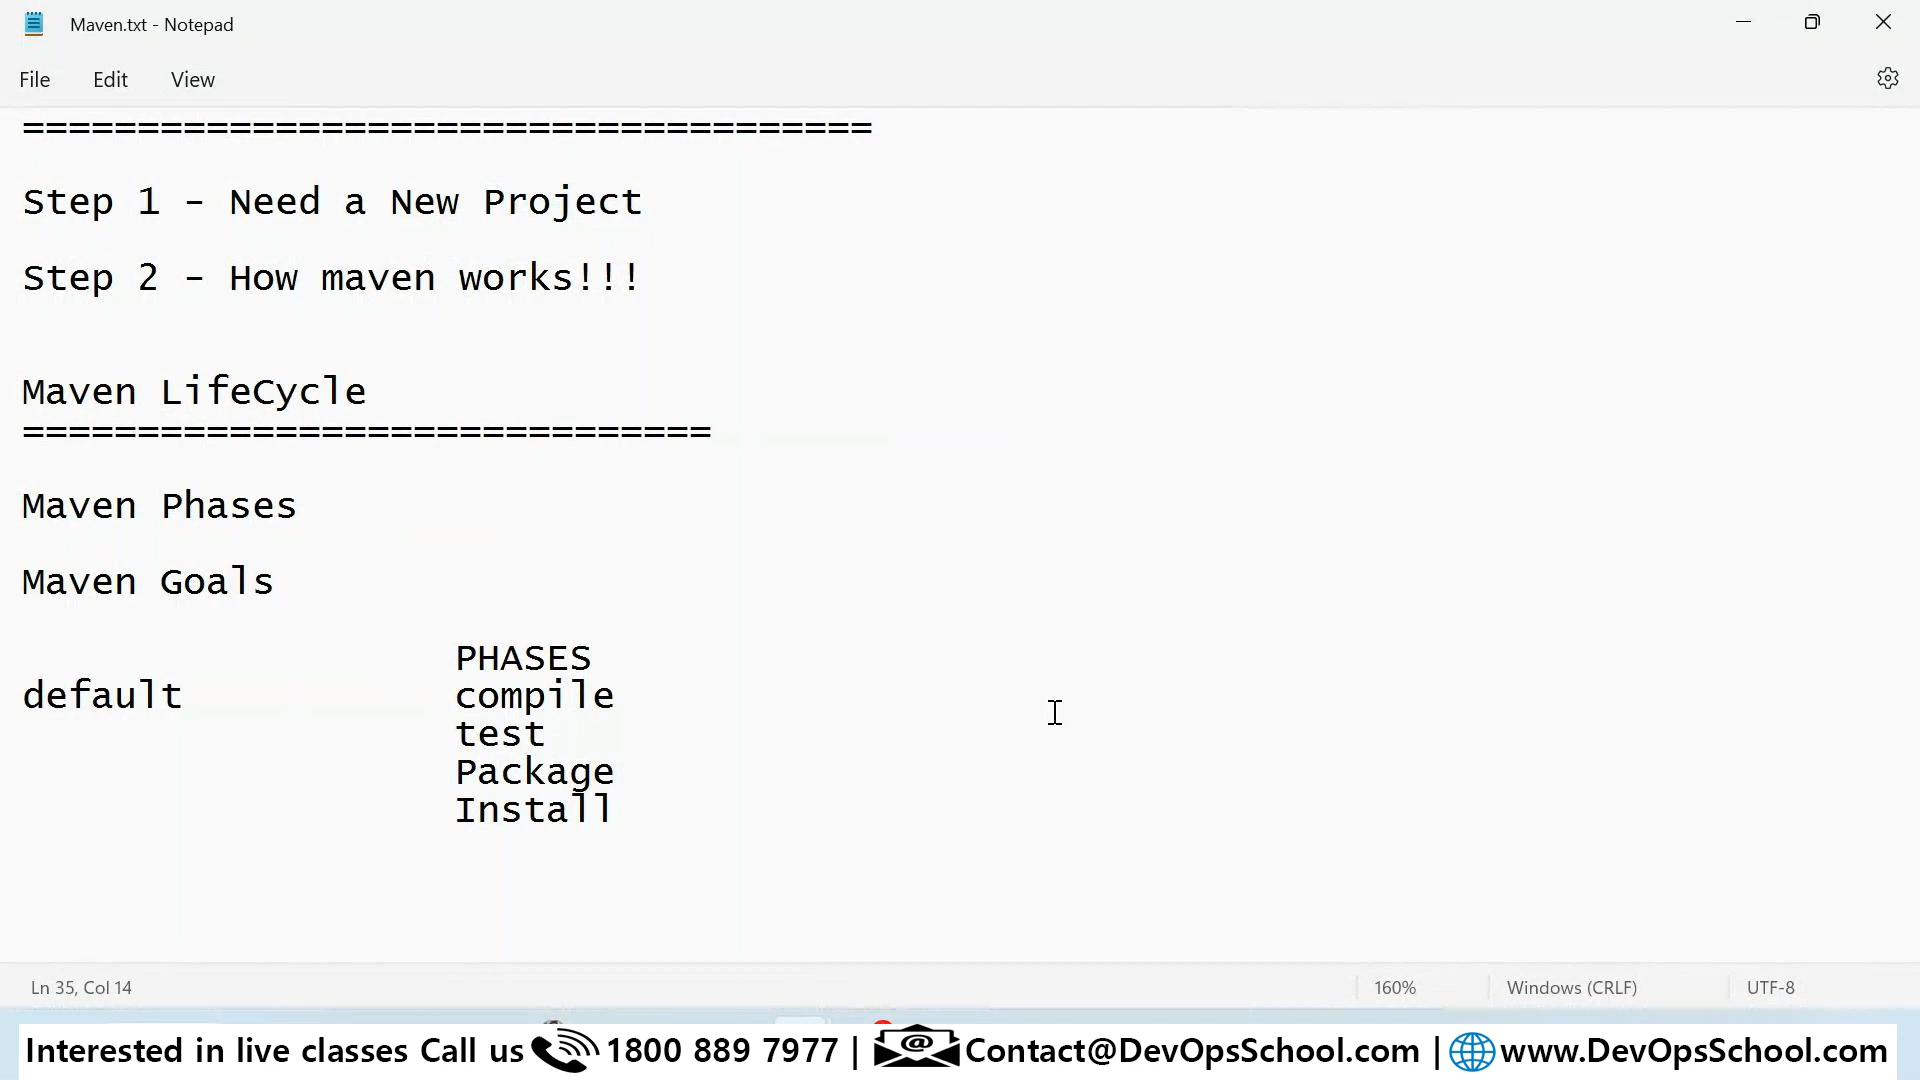 Maven.txt - Notepad
File Edit View
=====================================
Step 1 - Need a New Project
Step 2 - How maven works!!!
Maven LifeCycle
==============================
Maven Phases
Maven Goals
PHASES
default compile
test
Package
Install
Ln 35, Col 14 160% Windows (CRLF) UTF-8
Interested in live classes Call us 1800 889 7977 | Contact@DevOpsSchool.com | www.DevOpsSchool.com